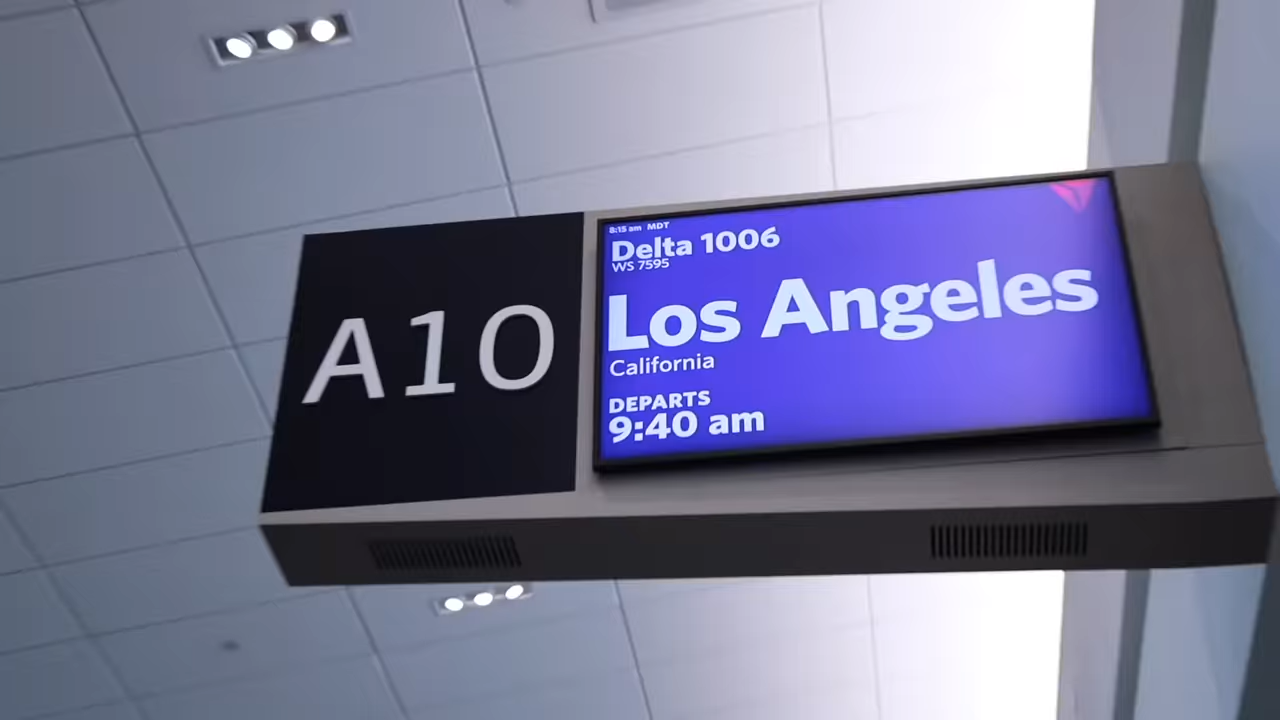 A10
8:15 am MDT
Delta 1006
WS 7595
Los Angeles
California
DEPARTS
9:40 am